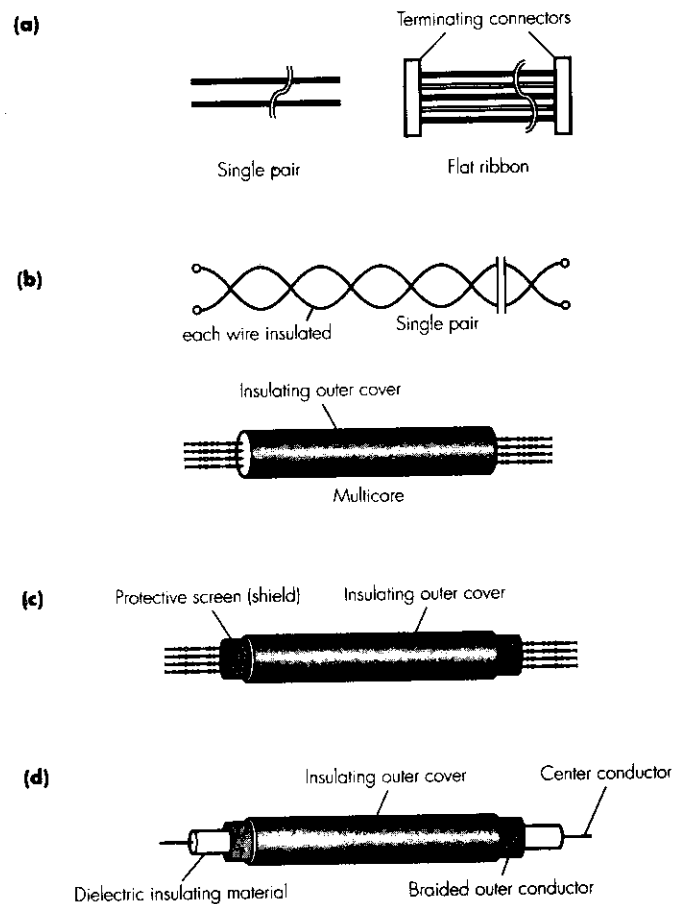 (a)
Terminating connectors
Single pair
Flat ribbon
(b)
each wire insulated
Single pair
Insulating outer cover
Multicore
(c)
Protective screen (shield)
Insulating outer cover
(d)
Insulating outer cover
Center conductor
Dielectric insulating material
Braided outer conductor